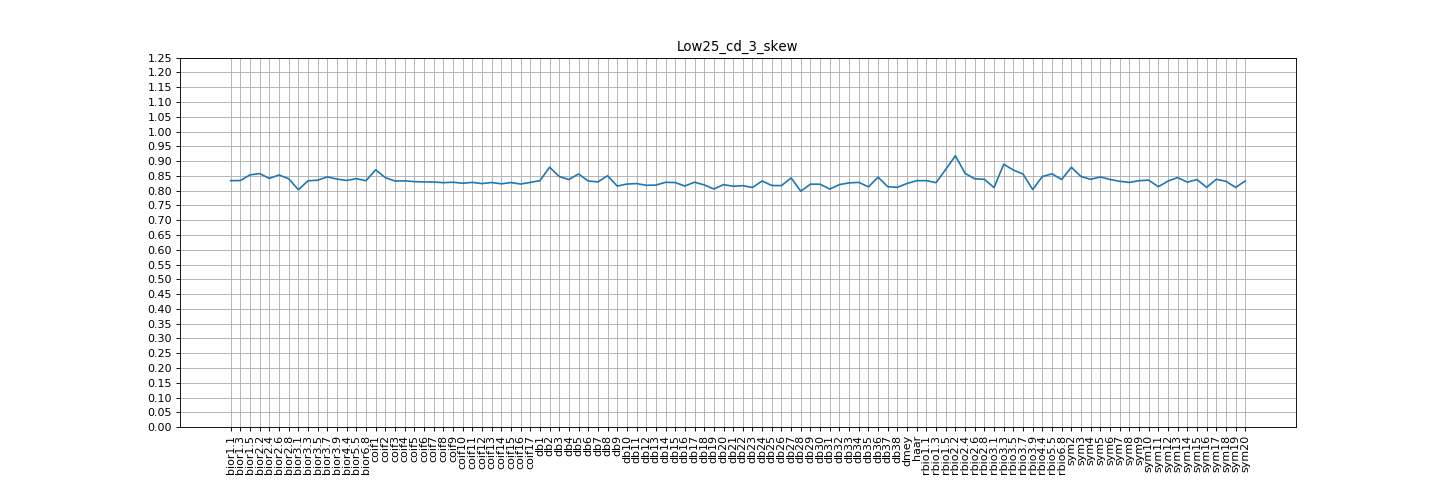 Low25_cd_3_skew
1.25
1.20
1.15
1.10
1.05
1.00
0.95
0.90
0.85
0.80
0.75
0.70
0.65
0.60
0.55
0.50
0.45
0.40
0.35
0.30
0.25
0.20
0.15
0.10
0.05
0.00
bior1.1
bior1.3
bior1.5
bior2.2
bior2.4
bior2.6
bior2.8
bior3.1
bior3.3
bior3.5
bior3.7
bior3.9
bior4.4
bior5.5
bior6.8
coif1
coif2
coif3
coif4
coif5
coif6
coif7
coif8
coif9
coif10
coif11
coif12
coif13
coif14
coif15
coif16
coif17
db1
db2
db3
db4
db5
db6
db7
db8
db9
db10
db11
db12
db13
db14
db15
db16
db17
db18
db19
db20
db21
db22
db23
db24
db25
db26
db27
db28
db29
db30
db31
db32
db33
db34
db35
db36
db37
db38
dmey
haar
rbio1.1
rbio1.3
rbio1.5
rbio2.2
rbio2.4
rbio2.6
rbio2.8
rbio3.1
rbio3.3
rbio3.5
rbio3.7
rbio3.9
rbio4.4
rbio5.5
rbio6.8
sym2
sym3
sym4
sym5
sym6
sym7
sym8
sym9
sym10
sym11
sym12
sym13
sym14
sym15
sym16
sym17
sym18
sym19
sym20